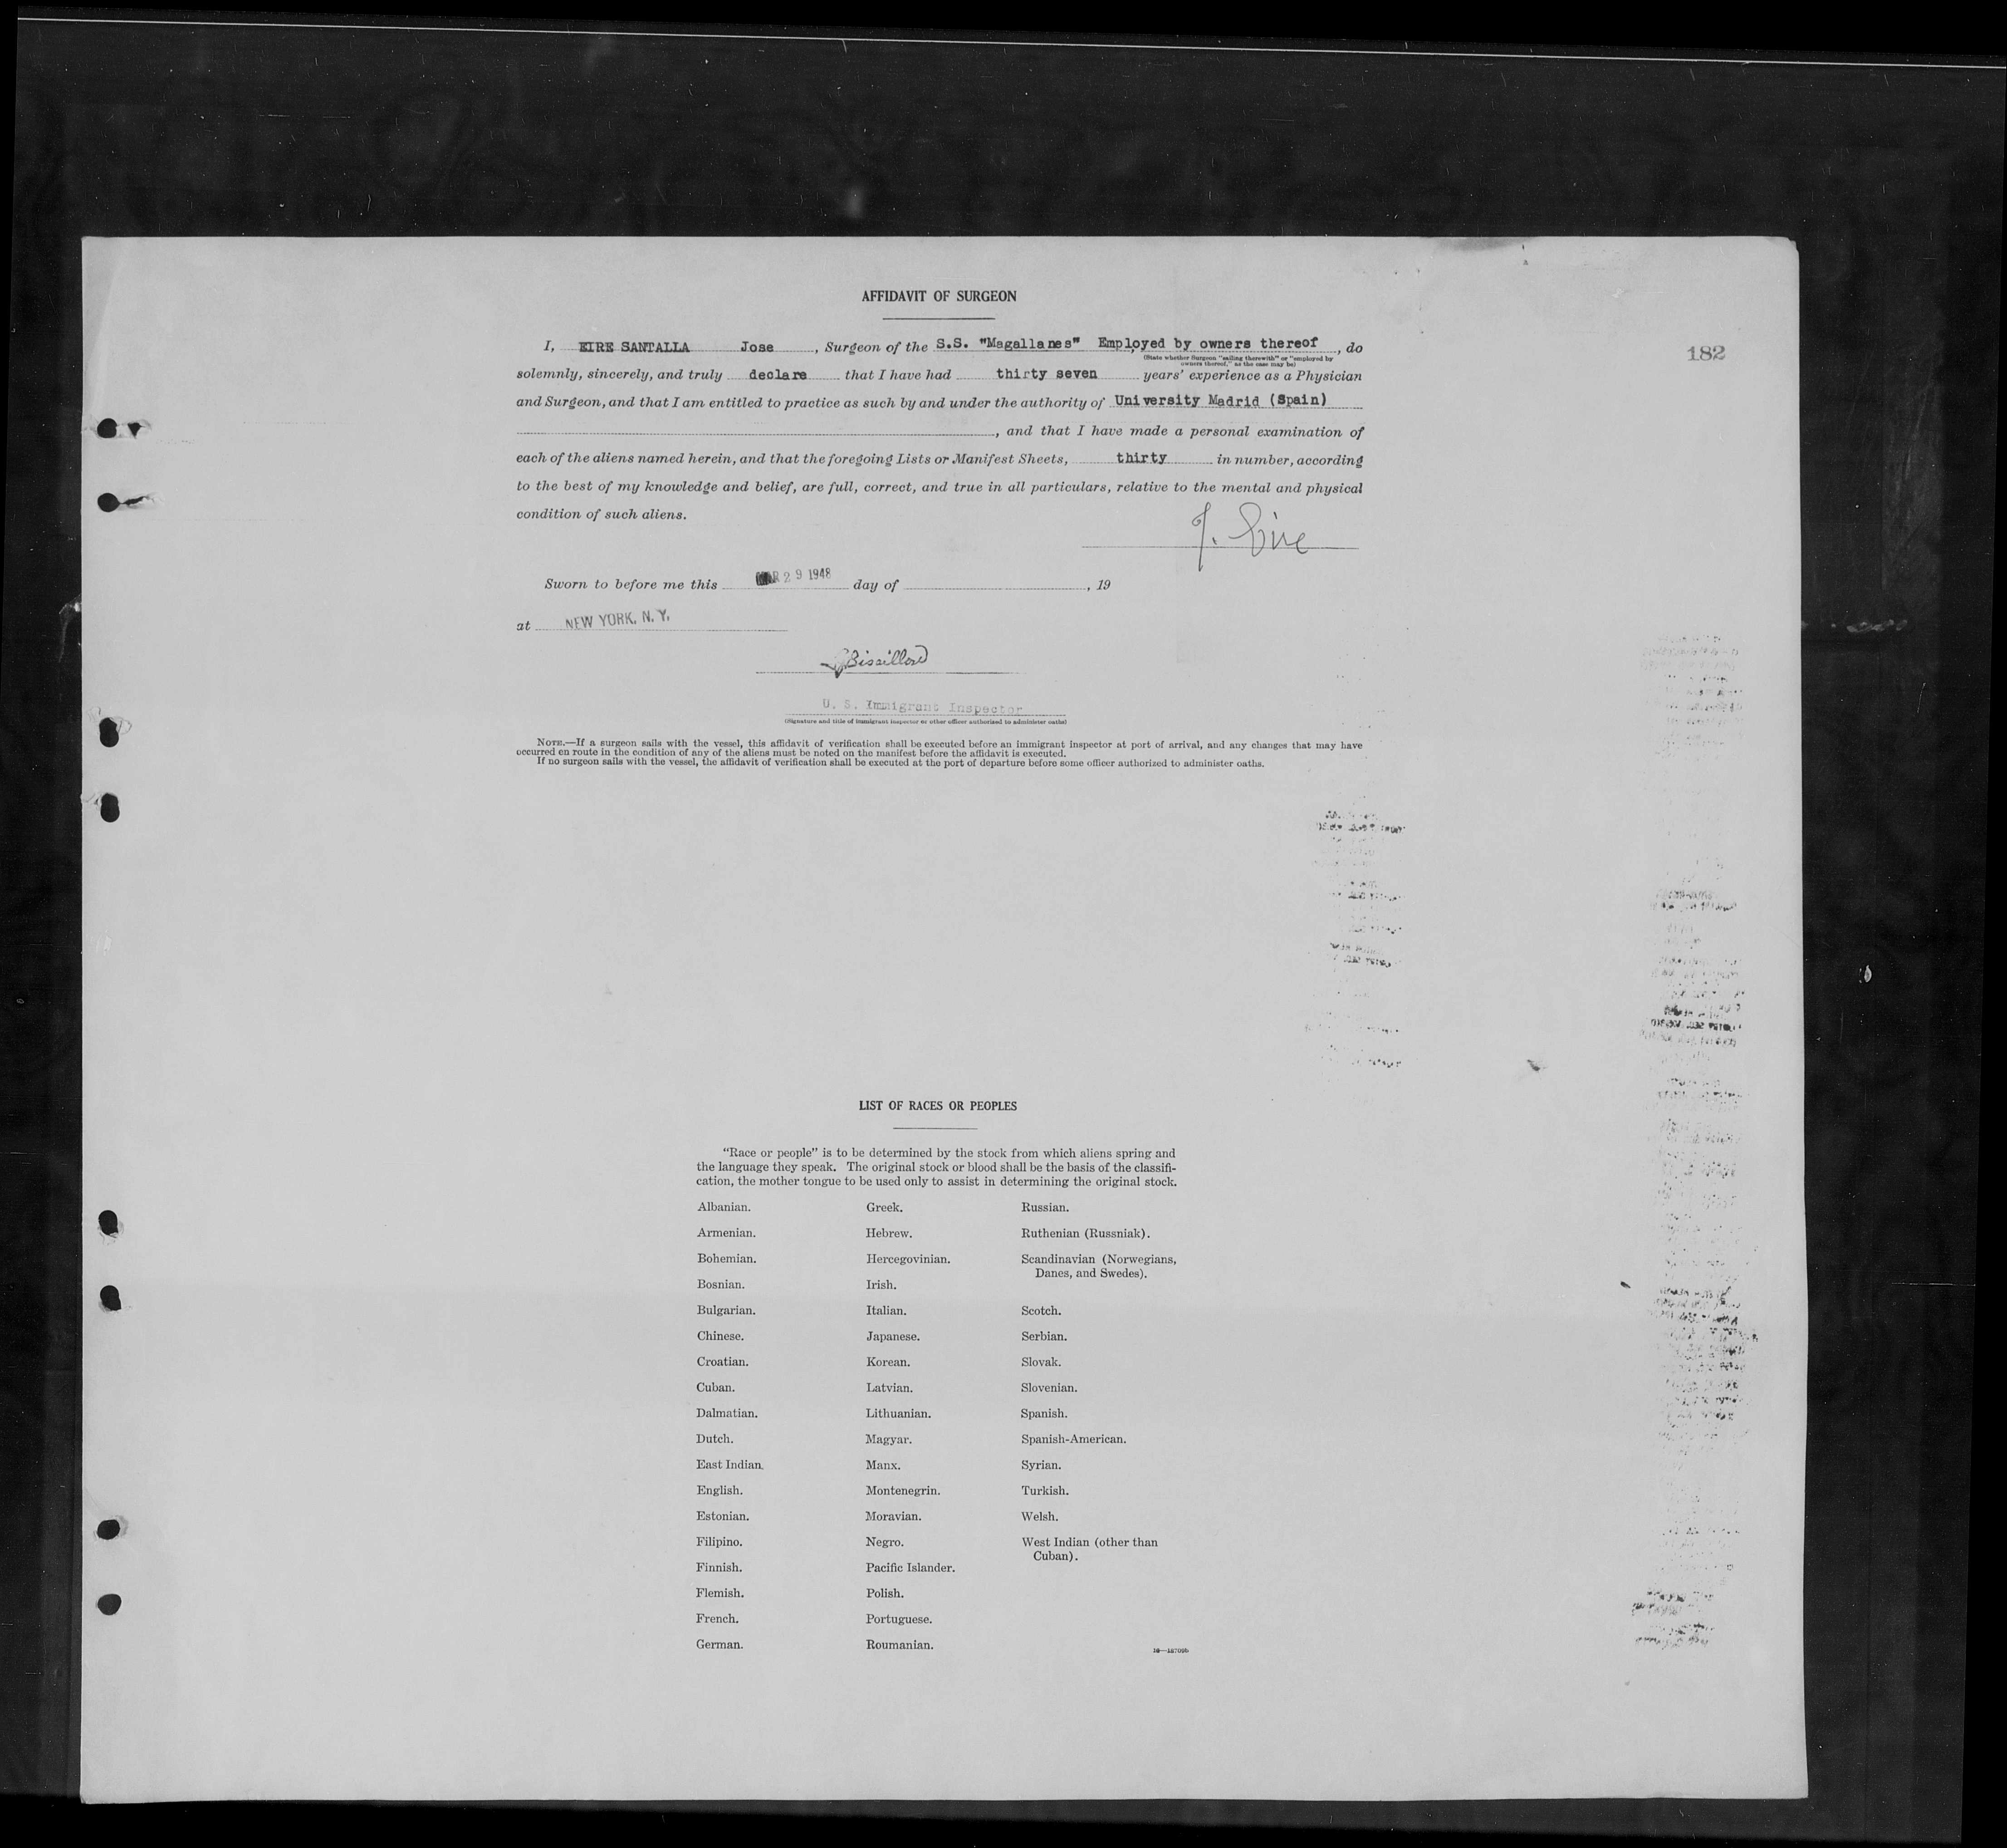 AFFIDAVIT OF SURGEON
182
I, EIRE SANTALLA Jose, Surgeon of the S.S. "Magallanes" Employed by owners thereof, do
(State whether Surgeon "sailing therewith" or "employed by
owners thereof," as the case may be)
solemnly, sincerely, and truly declare that I have had thirty seven years' experience as a Physician
and Surgeon, and that I am entitled to practice as such by and under the authority of University Madrid (Spain)
, and that I have made a personal examination of
each of the aliens named herein, and that the foregoing Lists or Manifest Sheets, thirty in number, according
to the best of my knowledge and belief, are full, correct, and true in all particulars, relative to the mental and physical
condition of such aliens.
J. Eire
Sworn to before me this MAR 29 1948 day of , 19
at NEW YORK, N. Y.
U. S. Immigrant Inspector
(Signature and title of immigrant inspector or other officer authorized to administer oaths)
NOTE.—If a surgeon sails with the vessel, this affidavit of verification shall be executed before an immigrant inspector at port of arrival, and any changes that may have
occurred en route in the condition of any of the aliens must be noted on the manifest before the affidavit is executed.
If no surgeon sails with the vessel, the affidavit of verification shall be executed at the port of departure before some officer authorized to administer oaths.
LIST OF RACES OR PEOPLES
"Race or people" is to be determined by the stock from which aliens spring and
the language they speak. The original stock or blood shall be the basis of the classifi-
cation, the mother tongue to be used only to assist in determining the original stock.
Albanian.
Armenian.
Bohemian.
Bosnian.
Bulgarian.
Chinese.
Croatian.
Cuban.
Dalmatian.
Dutch.
East Indian.
English.
Estonian.
Filipino.
Finnish.
Flemish.
French.
German.
Greek.
Hebrew.
Hercegovinian.
Irish.
Italian.
Japanese.
Korean.
Latvian.
Lithuanian.
Magyar.
Manx.
Montenegrin.
Moravian.
Negro.
Pacific Islander.
Polish.
Portuguese.
Roumanian.
Russian.
Ruthenian (Russniak).
Scandinavian (Norwegians,
Danes, and Swedes).
Scotch.
Serbian.
Slovak.
Slovenian.
Spanish.
Spanish-American.
Syrian.
Turkish.
Welsh.
West Indian (other than
Cuban).